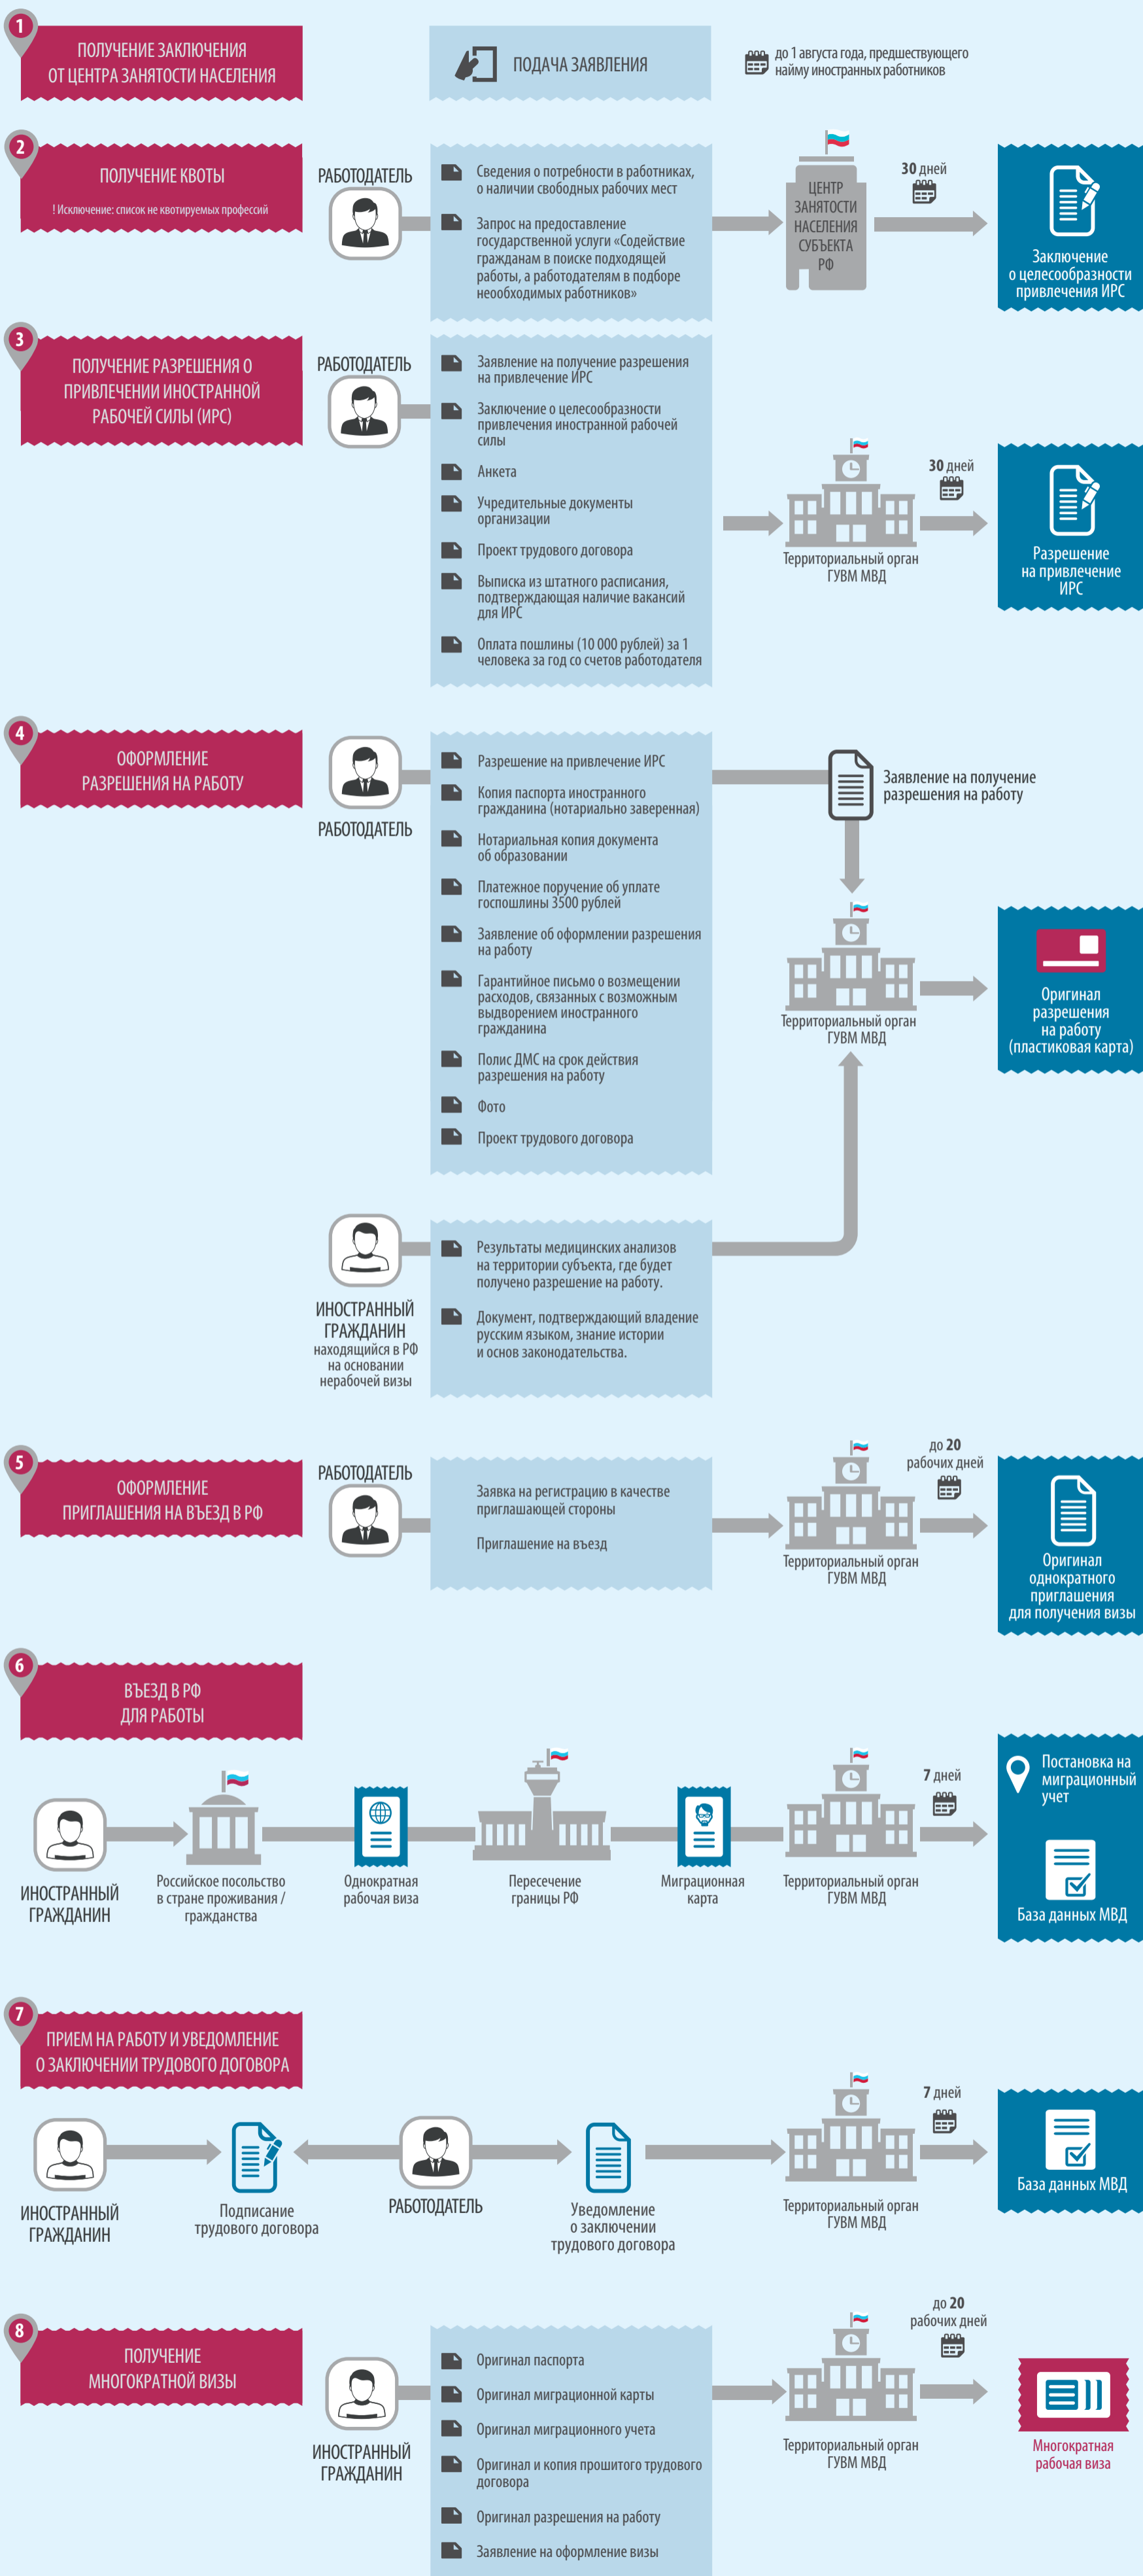 1
ПОЛУЧЕНИЕ ЗАКЛЮЧЕНИЯ
ОТ ЦЕНТРА ЗАНЯТОСТИ НАСЕЛЕНИЯ
ПОДАЧА ЗАЯВЛЕНИЯ
до 1 августа года, предшествующего
найму иностранных работников
2
ПОЛУЧЕНИЕ КВОТЫ
! Исключение: список не квотируемых профессий
РАБОТОДАТЕЛЬ
Сведения о потребности в работниках,
о наличии свободных рабочих мест
Запрос на предоставление
государственной услуги «Содействие
гражданам в поиске подходящей
работы, а работодателям в подборе
неообходимых работников»
ЦЕНТР
ЗАНЯТОСТИ
НАСЕЛЕНИЯ
СУБЪЕКТА
РФ
30 дней
Заключение
о целесообразности
привлечения ИРС
3
ПОЛУЧЕНИЕ РАЗРЕШЕНИЯ О
ПРИВЛЕЧЕНИИ ИНОСТРАННОЙ
РАБОЧЕЙ СИЛЫ (ИРС)
РАБОТОДАТЕЛЬ
Заявление на получение разрешения
на привлечение ИРС
Заключение о целесообразности
привлечения иностранной рабочей
силы
Анкета
Учредительные документы
организации
Проект трудового договора
Выписка из штатного расписания,
подтверждающая наличие вакансий
для ИРС
Оплата пошлины (10 000 рублей) за 1
человека за год со счетов работодателя
Территориальный орган
ГУВМ МВД
30 дней
Разрешение
на привлечение
ИРС
4
ОФОРМЛЕНИЕ
РАЗРЕШЕНИЯ НА РАБОТУ
РАБОТОДАТЕЛЬ
Разрешение на привлечение ИРС
Копия паспорта иностранного
гражданина (нотариально заверенная)
Нотариальная копия документа
об образовании
Платежное поручение об уплате
госпошлины 3500 рублей
Заявление об оформлении разрешения
на работу
Гарантийное письмо о возмещении
расходов, связанных с возможным
выдворением иностранного
гражданина
Полис ДМС на срок действия
разрешения на работу
Фото
Проект трудового договора
Заявление на получение
разрешения на работу
Территориальный орган
ГУВМ МВД
Оригинал
разрешения
на работу
(пластиковая карта)
ИНОСТРАННЫЙ
ГРАЖДАНИН
находящийся в РФ
на основании
нерабочей визы
Результаты медицинских анализов
на территории субъекта, где будет
получено разрешение на работу.
Документ, подтверждающий владение
русским языком, знание истории
и основ законодательства.
5
ОФОРМЛЕНИЕ
ПРИГЛАШЕНИЯ НА ВЪЕЗД В РФ
РАБОТОДАТЕЛЬ
Заявка на регистрацию в качестве
приглашающей стороны
Приглашение на въезд
Территориальный орган
ГУВМ МВД
до 20
рабочих дней
Оригинал
однократного
приглашения
для получения визы
6
ВЪЕЗД В РФ
ДЛЯ РАБОТЫ
ИНОСТРАННЫЙ
ГРАЖДАНИН
Российское посольство
в стране проживания /
гражданства
Однократная
рабочая виза
Пересечение
границы РФ
Миграционная
карта
Территориальный орган
ГУВМ МВД
7 дней
Постановка на
миграционный
учет
База данных МВД
7
ПРИЕМ НА РАБОТУ И УВЕДОМЛЕНИЕ
О ЗАКЛЮЧЕНИИ ТРУДОВОГО ДОГОВОРА
ИНОСТРАННЫЙ
ГРАЖДАНИН
Подписание
трудового договора
РАБОТОДАТЕЛЬ
Уведомление
о заключении
трудового договора
Территориальный орган
ГУВМ МВД
7 дней
База данных МВД
8
ПОЛУЧЕНИЕ
МНОГОКРАТНОЙ ВИЗЫ
ИНОСТРАННЫЙ
ГРАЖДАНИН
Оригинал паспорта
Оригинал миграционной карты
Оригинал миграционного учета
Оригинал и копия прошитого трудового
договора
Оригинал разрешения на работу
Заявление на оформление визы
Территориальный орган
ГУВМ МВД
до 20
рабочих дней
Многократная
рабочая виза